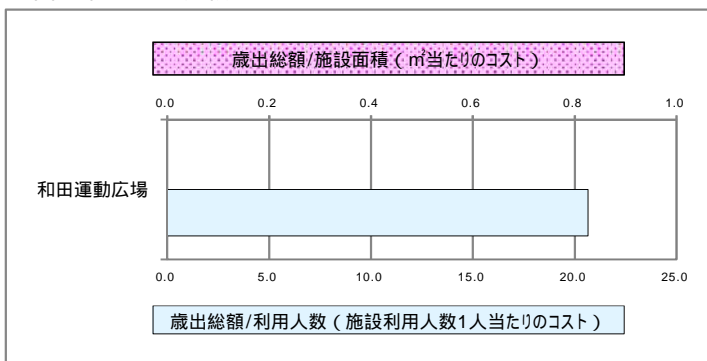 歳出総額/施設面積（㎡当たりのコスト）
0.0 0.2 0.4 0.6 0.8 1.0
和田運動広場
0.0 5.0 10.0 15.0 20.0 25.0
歳出総額/利用人数（施設利用人数1人当たりのコスト）